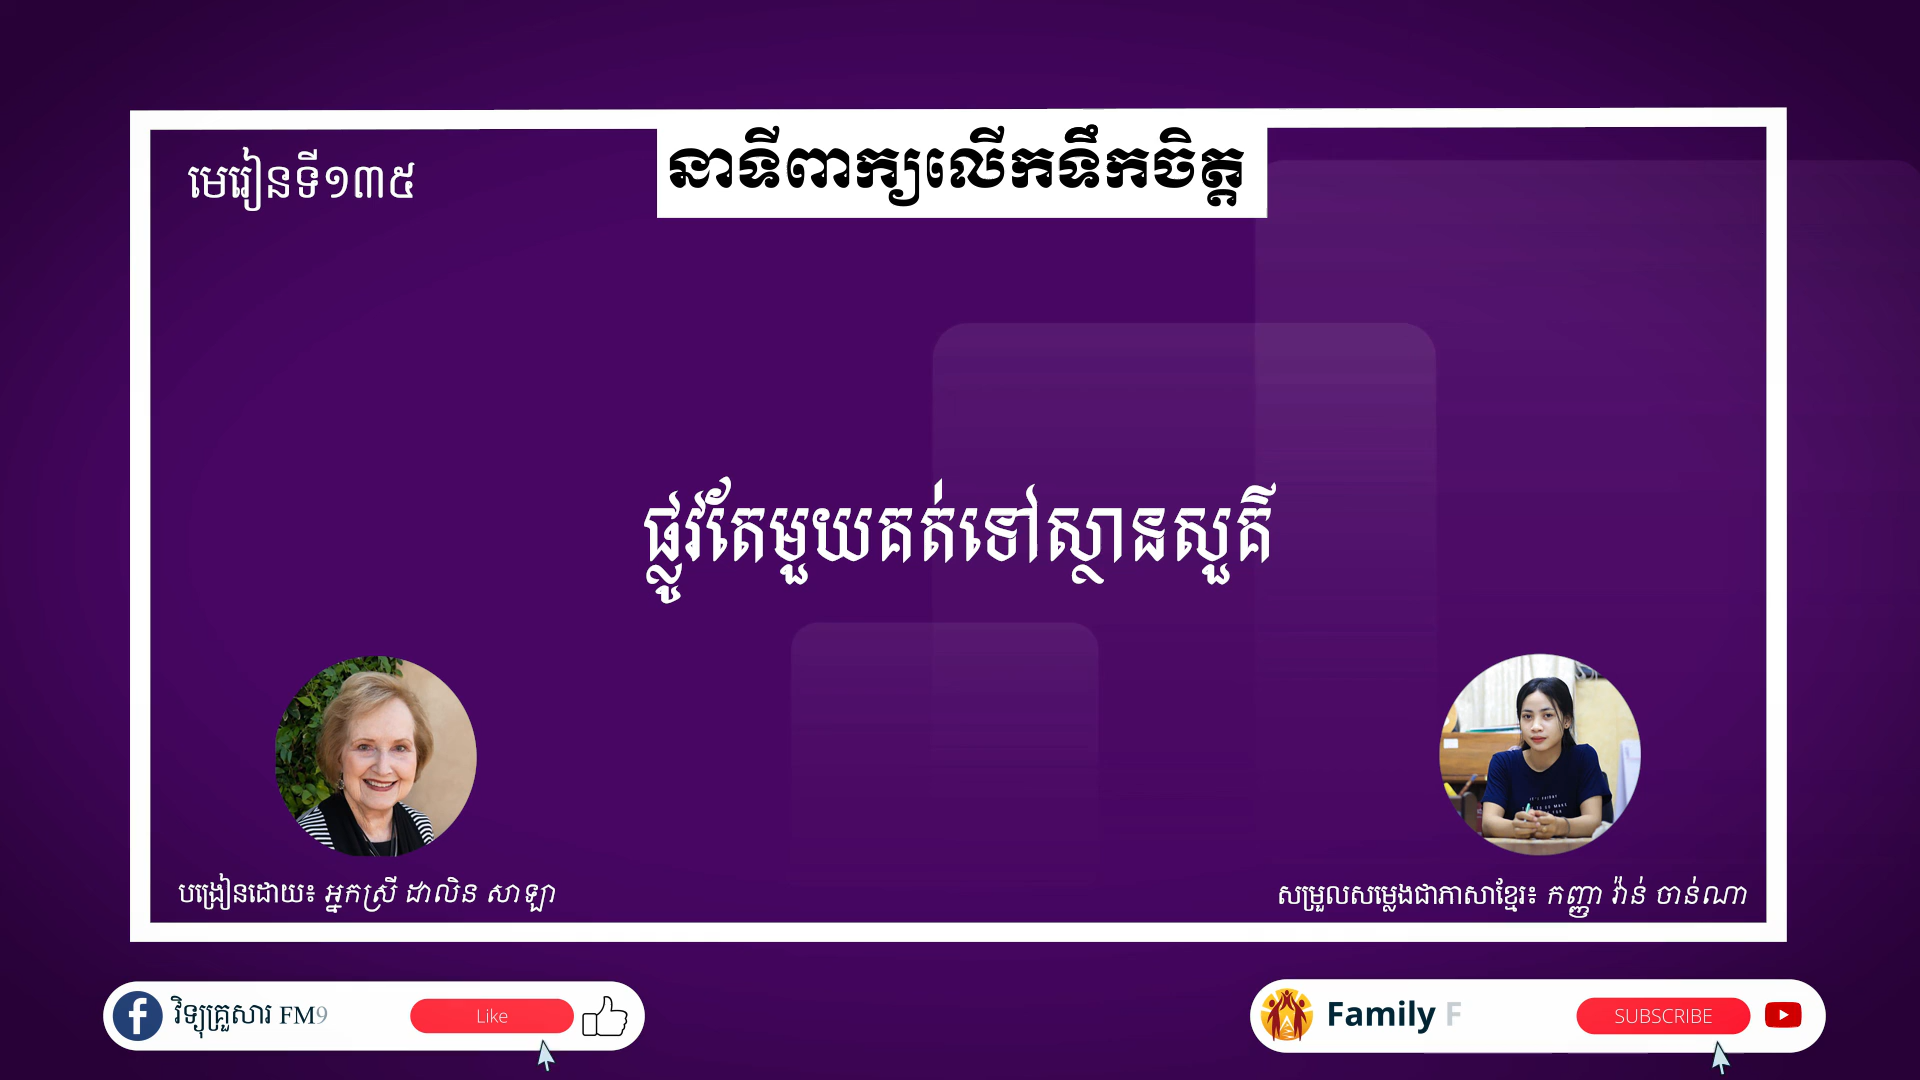 នាទីពាក្យលើកទឹកចិត្ត
មេរៀនទី១៣៥
ផ្លូវតែមួយគត់ទៅស្ថានសួគ៌
បង្រៀនដោយ៖ អ្នកស្រី ដាលិន សាឡា
សម្រួលសម្លេងជាភាសាខ្មែរ៖ កញ្ញា វ៉ាន់ ចាន់ណា
វិទ្យុគ្រួសារ FM9
Like
Family F
SUBSCRIBE